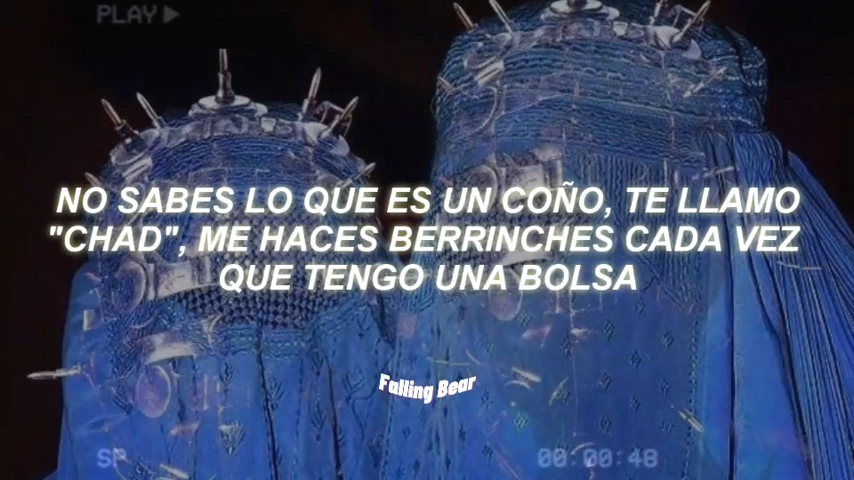 PLAY
NO SABES LO QUE ES UN COÑO, TE LLAMO
"CHAD", ME HACES BERRINCHES CADA VEZ
QUE TENGO UNA BOLSA
Falling Bear
SP 00:00:48